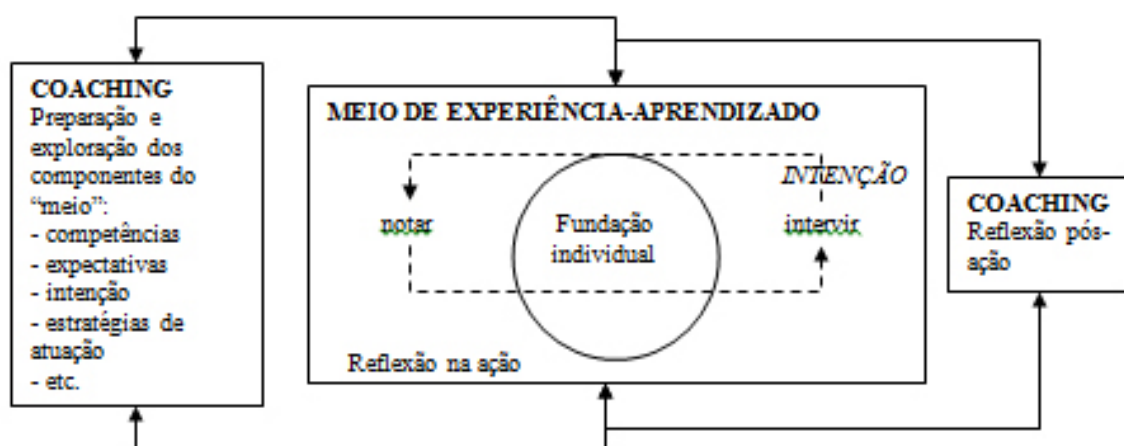 COACHING
Preparação e
exploração dos
componentes do
“meio”:
- competências
- expectativas
- intenção
- estratégias de
atuação
- etc.
MEIO DE EXPERIÊNCIA-APRENDIZADO
INTENÇÃO
notar
Fundação
individual
intervir
Reflexão na ação
COACHING
Reflexão pós-
ação